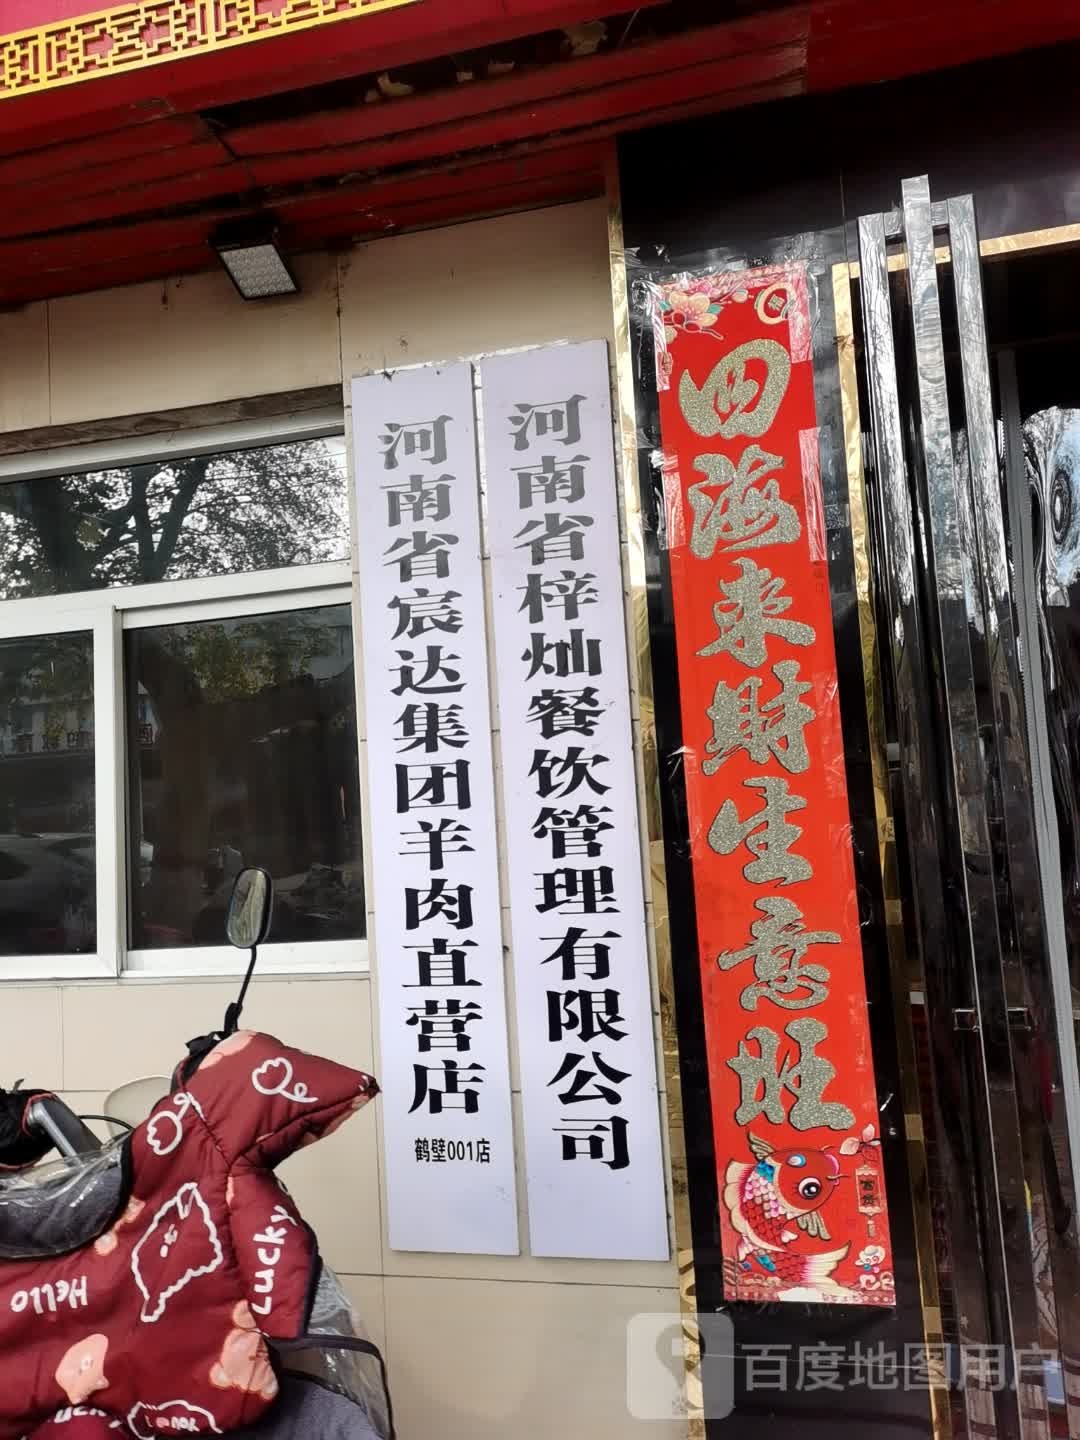 四海来财生意旺
河南省梓灿餐饮管理有限公司
河南省宸达集团羊肉直营店
鹤壁001店
Hello
Lucky
百度地图用户